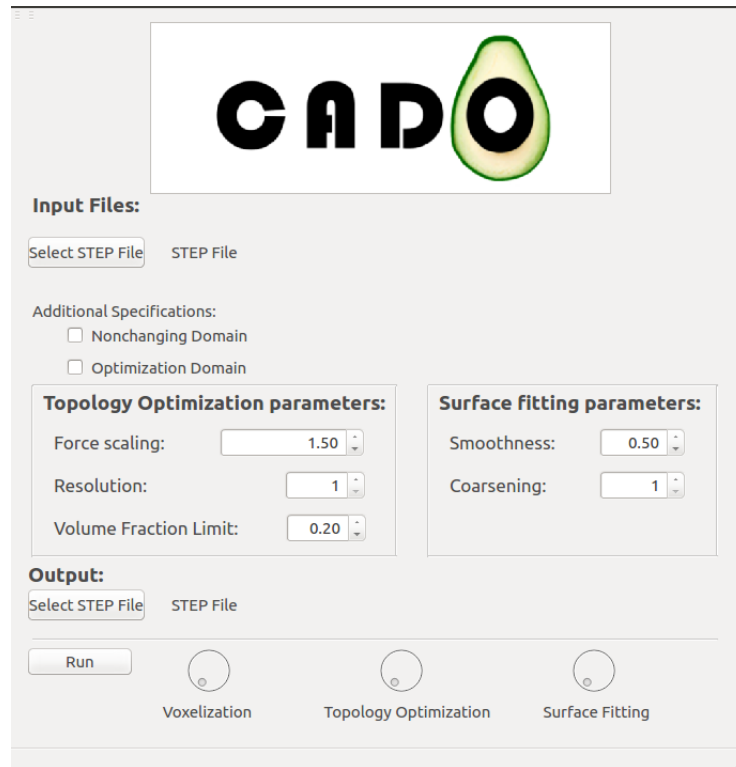 CADO
Input Files:
Select STEP File STEP File
Additional Specifications:
Nonchanging Domain
Optimization Domain
Topology Optimization parameters:
Force scaling: 1.50
Resolution: 1
Volume Fraction Limit: 0.20
Surface fitting parameters:
Smoothness: 0.50
Coarsening: 1
Output:
Select STEP File STEP File
Run
Voxelization Topology Optimization Surface Fitting